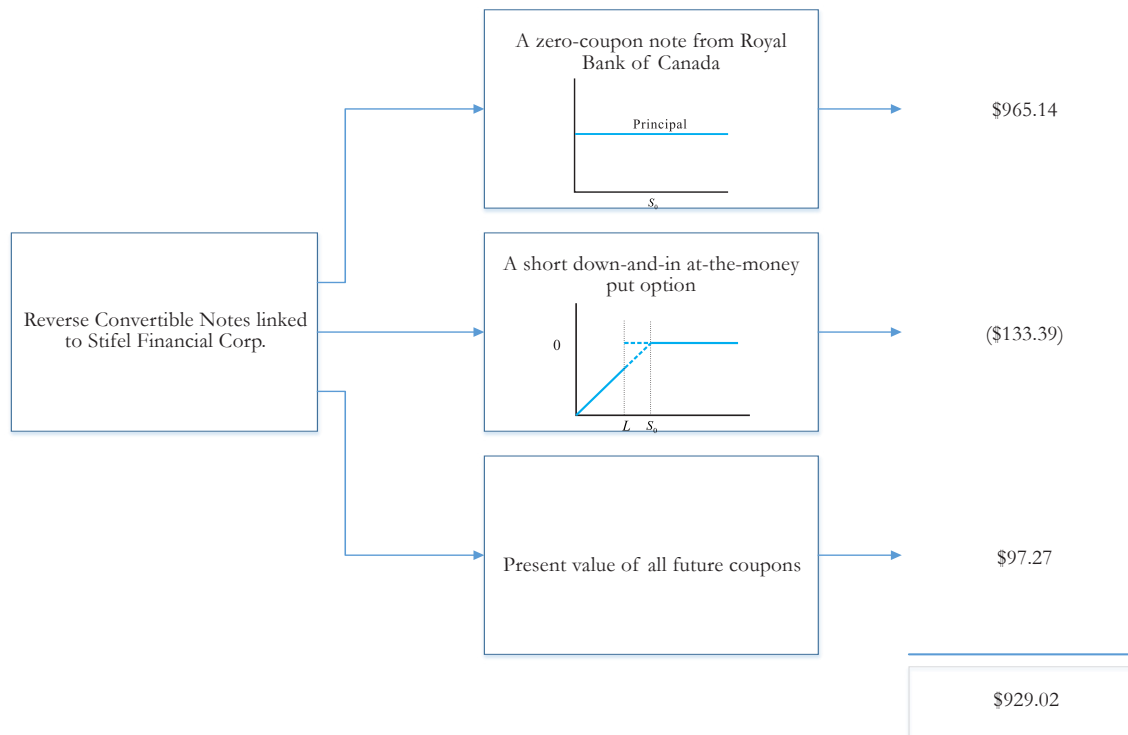 A zero-coupon note from Royal
Bank of Canada
Principal
S₀
$965.14
Reverse Convertible Notes linked
to Stifel Financial Corp.
A short down-and-in at-the-money
put option
0
L S₀
($133.39)
Present value of all future coupons
$97.27
$929.02